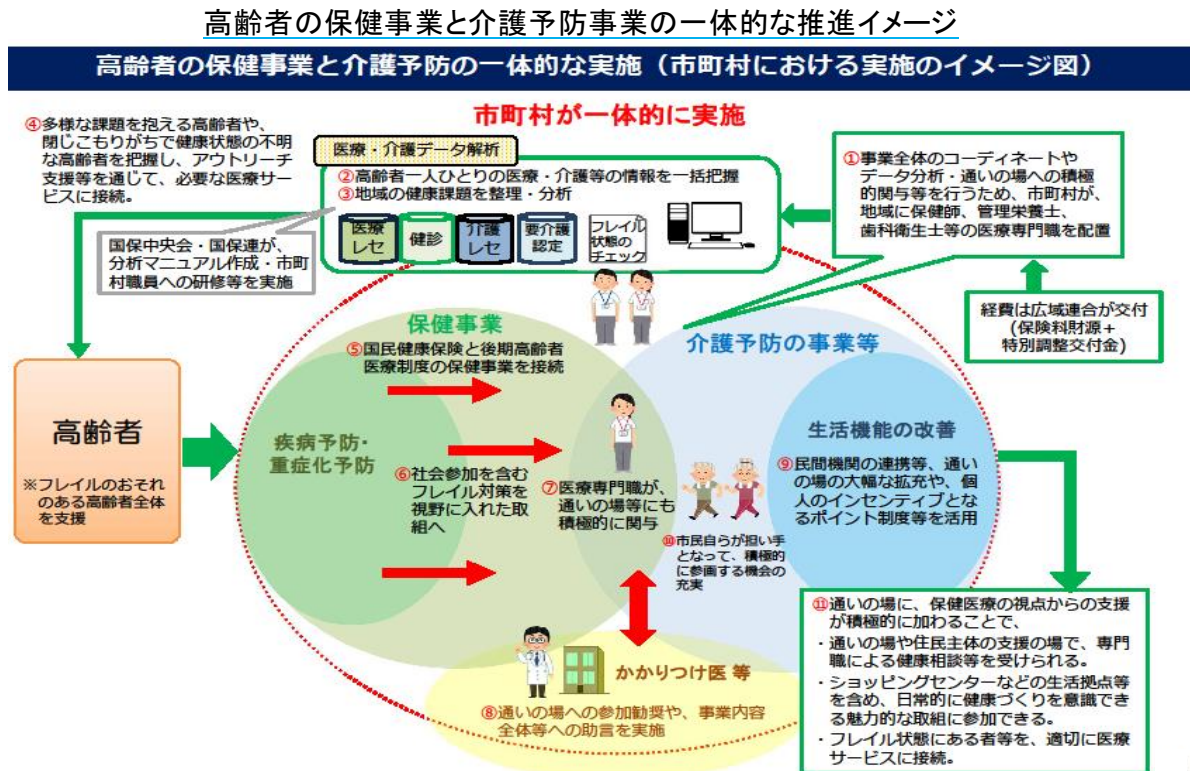 高齢者の保健事業と介護予防事業の一体的な推進イメージ
高齢者の保健事業と介護予防の一体的な実施（市町村における実施のイメージ図）
市町村が一体的に実施
④多様な課題を抱える高齢者や、
閉じこもりがちで健康状態の不明
な高齢者を把握し、アウトリーチ
支援等を通じて、必要な医療サー
ビスに接続。
医療・介護データ解析
②高齢者一人ひとりの医療・介護等の情報を一括把握
③地域の健康課題を整理・分析
医療
レセ
健診
介護
レセ
要介護
認定
フレイル
状態の
チェック
①事業全体のコーディネートや
データ分析・通いの場への積極
的関与等を行うため、市町村が、
地域に保健師、管理栄養士、
歯科衛生士等の医療専門職を配置
国保中央会・国保連が、
分析マニュアル作成・市町
村職員への研修等を実施
経費は広域連合が交付
(保険料財源＋
特別調整交付金)
保健事業
⑤国民健康保険と後期高齢者
医療制度の保健事業を接続
介護予防の事業等
高齢者
※フレイルのおそれ
のある高齢者全体
を支援
疾病予防・
重症化予防
⑥社会参加を含む
フレイル対策を
視野に入れた取
組へ
⑦医療専門職が、
通いの場等にも
積極的に関与
生活機能の改善
⑨民間機関の連携等、通い
の場の大幅な拡充や、個
人のインセンティブとな
るポイント制度等を活用
⑩市民自らが担い手
となって、積極的
に参画する機会の
充実
かかりつけ医 等
⑧通いの場への参加勧奨や、事業内容
全体等への助言を実施
⑪通いの場に、保健医療の視点からの支援
が積極的に加わることで、
・通いの場や住民主体の支援の場で、専門
職による健康相談等を受けられる。
・ショッピングセンターなどの生活拠点等
を含め、日常的に健康づくりを意識でき
る魅力的な取組に参加できる。
・フレイル状態にある者等を、適切に医療
サービスに接続。